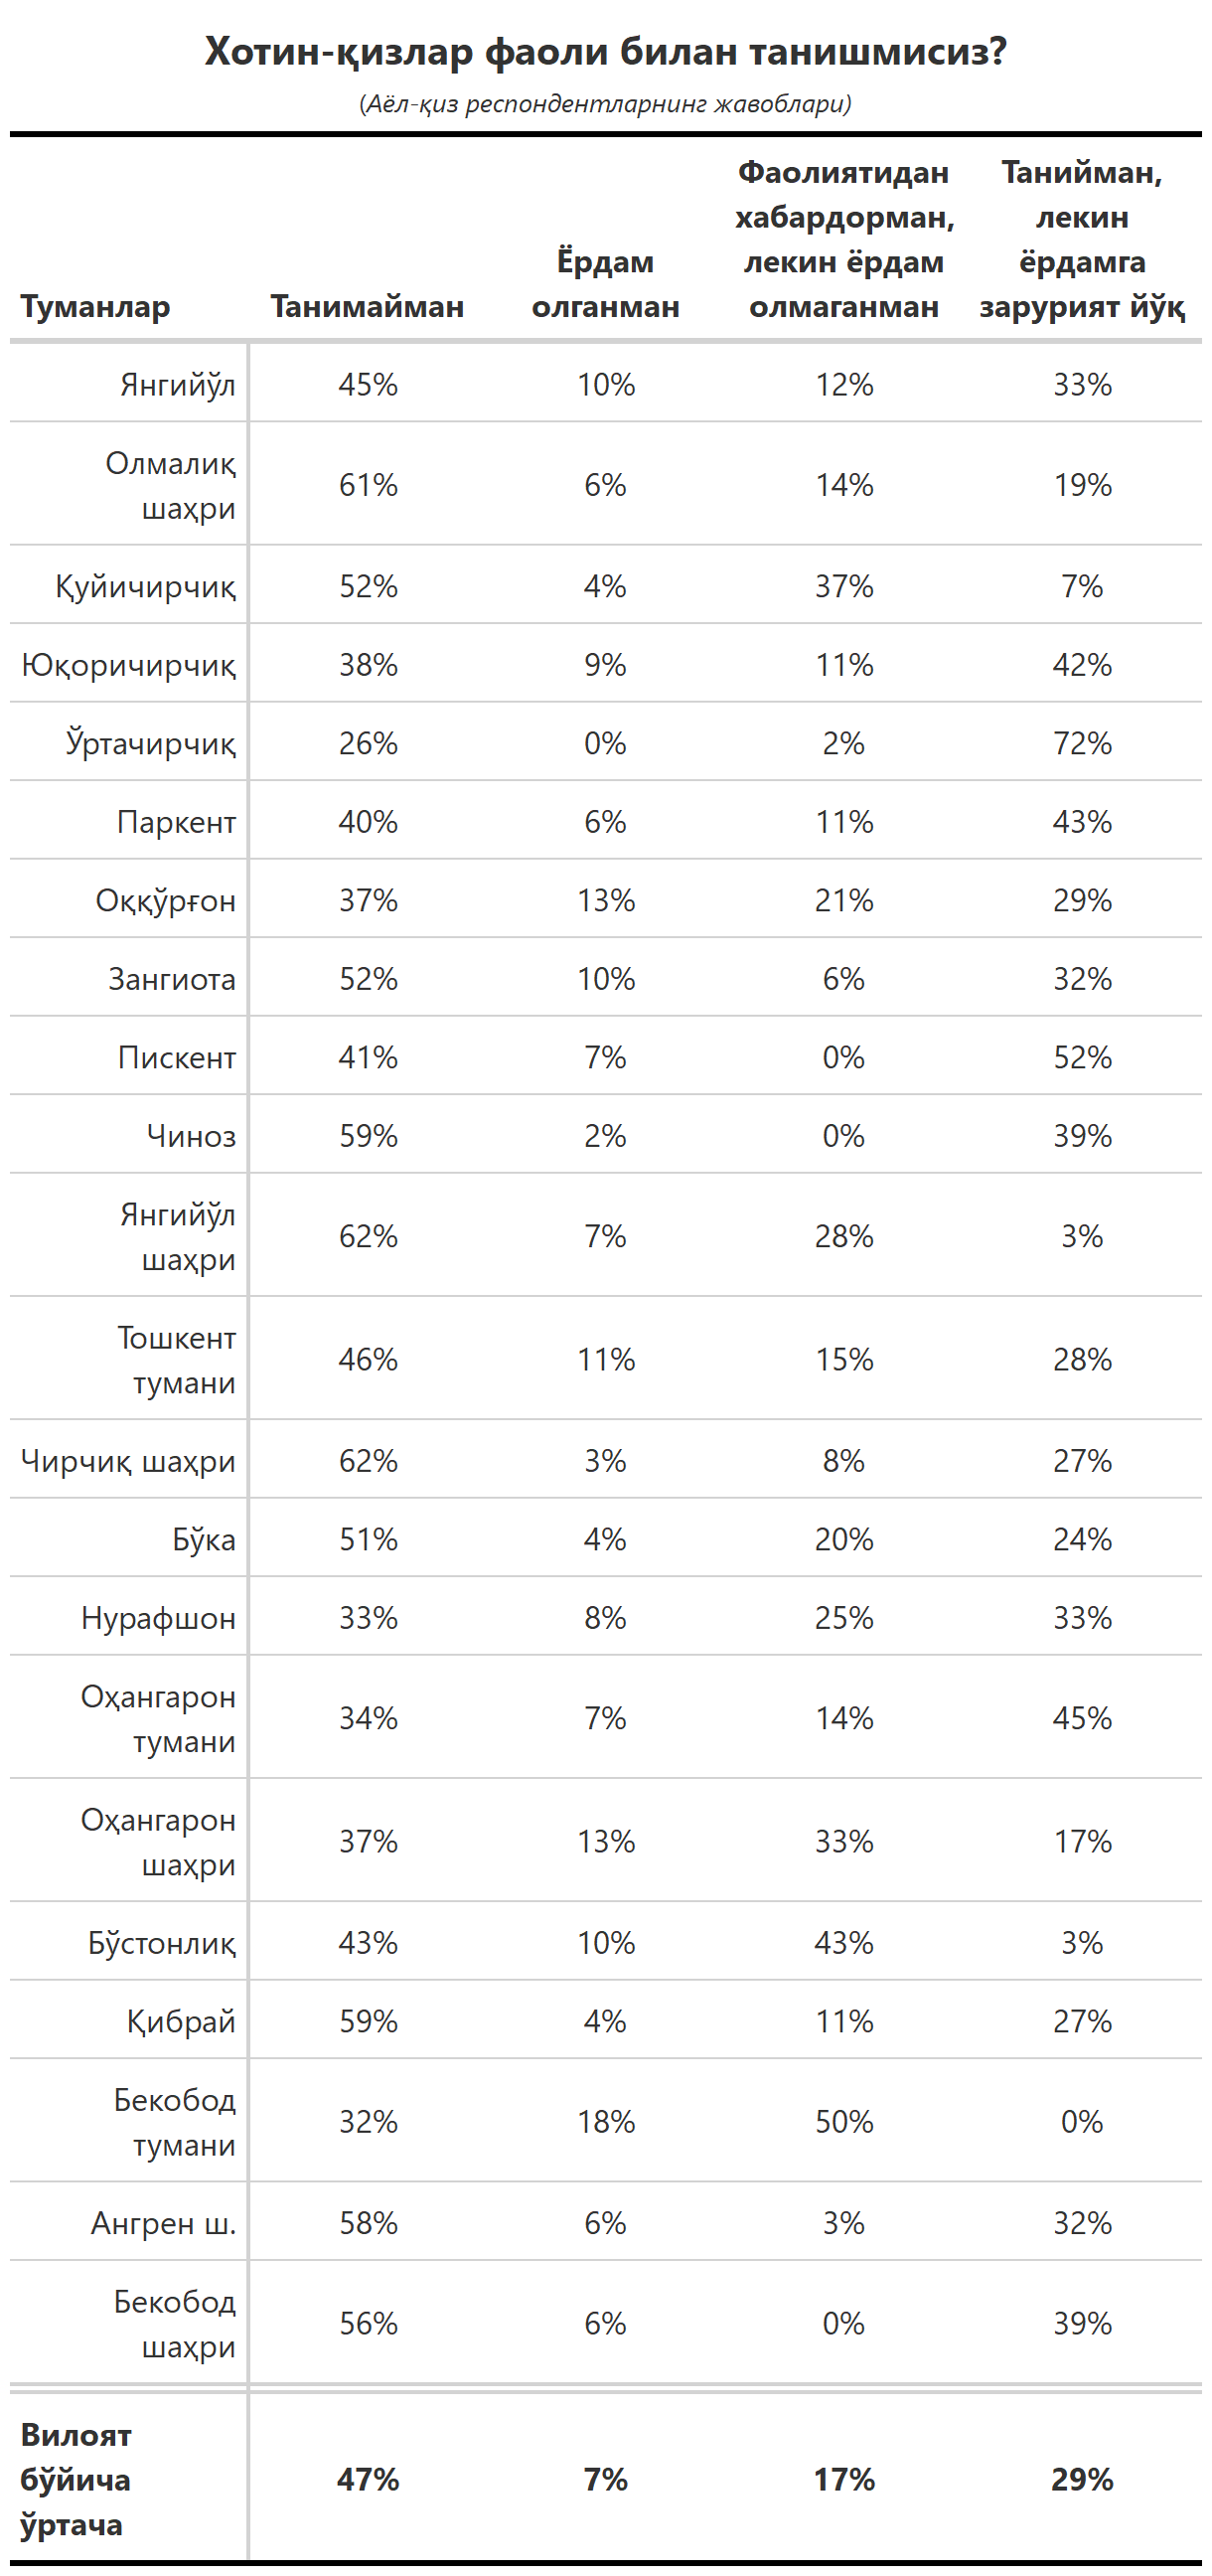 Хотин-қизлар фаоли билан танишмисиз?
(Аёл-қиз респондентларнинг жавоблари)
Туманлар
Танимайман
Ёрдам
олганман
Фаолиятидан
хабардорман,
лекин ёрдам
олмаганман
Танийман,
лекин
ёрдамга
зарурият йўқ
Янгийўл 45% 10% 12% 33%
Олмалиқ
шаҳри 61% 6% 14% 19%
Қуйичирчиқ 52% 4% 37% 7%
Юқоричирчиқ 38% 9% 11% 42%
Ўртачирчиқ 26% 0% 2% 72%
Паркент 40% 6% 11% 43%
Оққўрғон 37% 13% 21% 29%
Зангиота 52% 10% 6% 32%
Пискент 41% 7% 0% 52%
Чиноз 59% 2% 0% 39%
Янгийўл
шаҳри 62% 7% 28% 3%
Тошкент
тумани 46% 11% 15% 28%
Чирчиқ шаҳри 62% 3% 8% 27%
Бўка 51% 4% 20% 24%
Нурафшон 33% 8% 25% 33%
Оҳангарон
тумани 34% 7% 14% 45%
Оҳангарон
шаҳри 37% 13% 33% 17%
Бўстонлиқ 43% 10% 43% 3%
Қибрай 59% 4% 11% 27%
Бекобод
тумани 32% 18% 50% 0%
Ангрен ш. 58% 6% 3% 32%
Бекобод
шаҳри 56% 6% 0% 39%
Вилоят
бўйича
ўртача 47% 7% 17% 29%